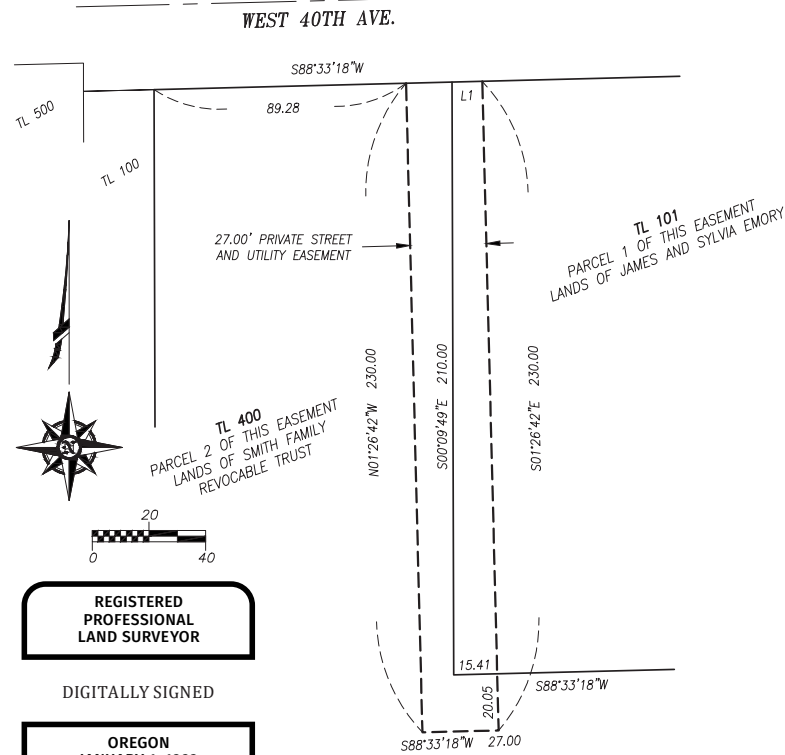 WEST 40TH AVE.
S88°33'18"W
89.28
L1
TL 500
TL 100
27.00' PRIVATE STREET
AND UTILITY EASEMENT
TL 101
PARCEL 1 OF THIS EASEMENT
LANDS OF JAMES AND SYLVIA EMORY
N01°26'42"W 230.00
S00°09'49"E 210.00
S01°26'42"E 230.00
TL 400
PARCEL 2 OF THIS EASEMENT
LANDS OF SMITH FAMILY
REVOCABLE TRUST
N
20
0
40
REGISTERED
PROFESSIONAL
LAND SURVEYOR
DIGITALLY SIGNED
OREGON
15.41
S88°33'18"W
20.05
S88°33'18"W 27.00